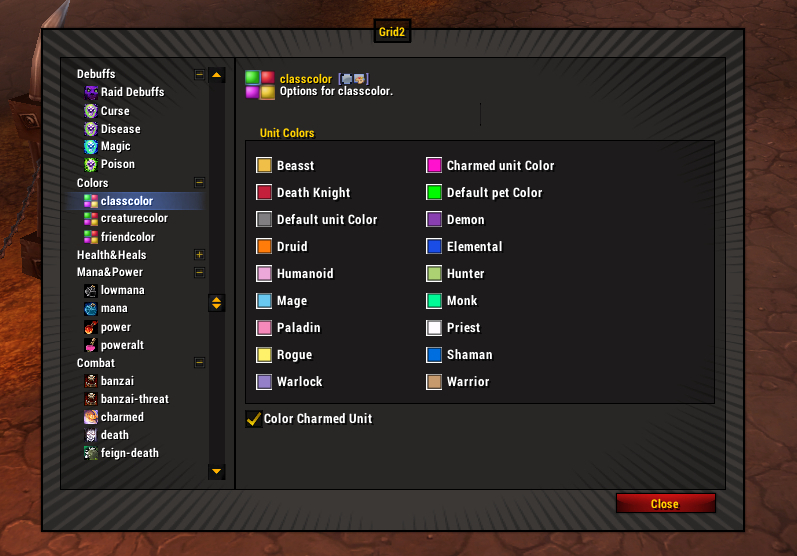 Grid2
Debuffs
Raid Debuffs
Curse
Disease
Magic
Poison
Colors
classcolor
creaturecolor
friendcolor
Health&Heals
Mana&Power
lowmana
mana
power
poweralt
Combat
banzai
banzai-threat
charmed
death
feign-death
classcolor
Options for classcolor.
Unit Colors
Beasst Charmed unit Color
Death Knight Default pet Color
Default unit Color Demon
Druid Elemental
Humanoid Hunter
Mage Monk
Paladin Priest
Rogue Shaman
Warlock Warrior
Color Charmed Unit
Close